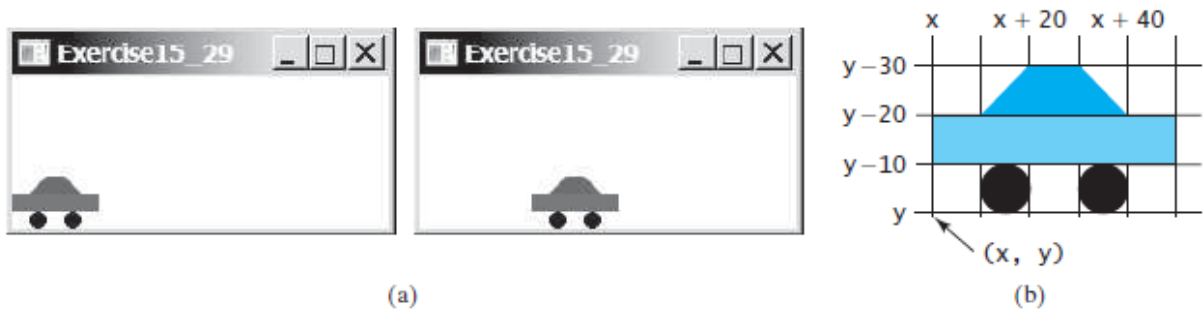 Exercise15_29
Exercise15_29
(a)
x x + 20 x + 40
y – 30
y – 20
y – 10
y
(x, y)
(b)